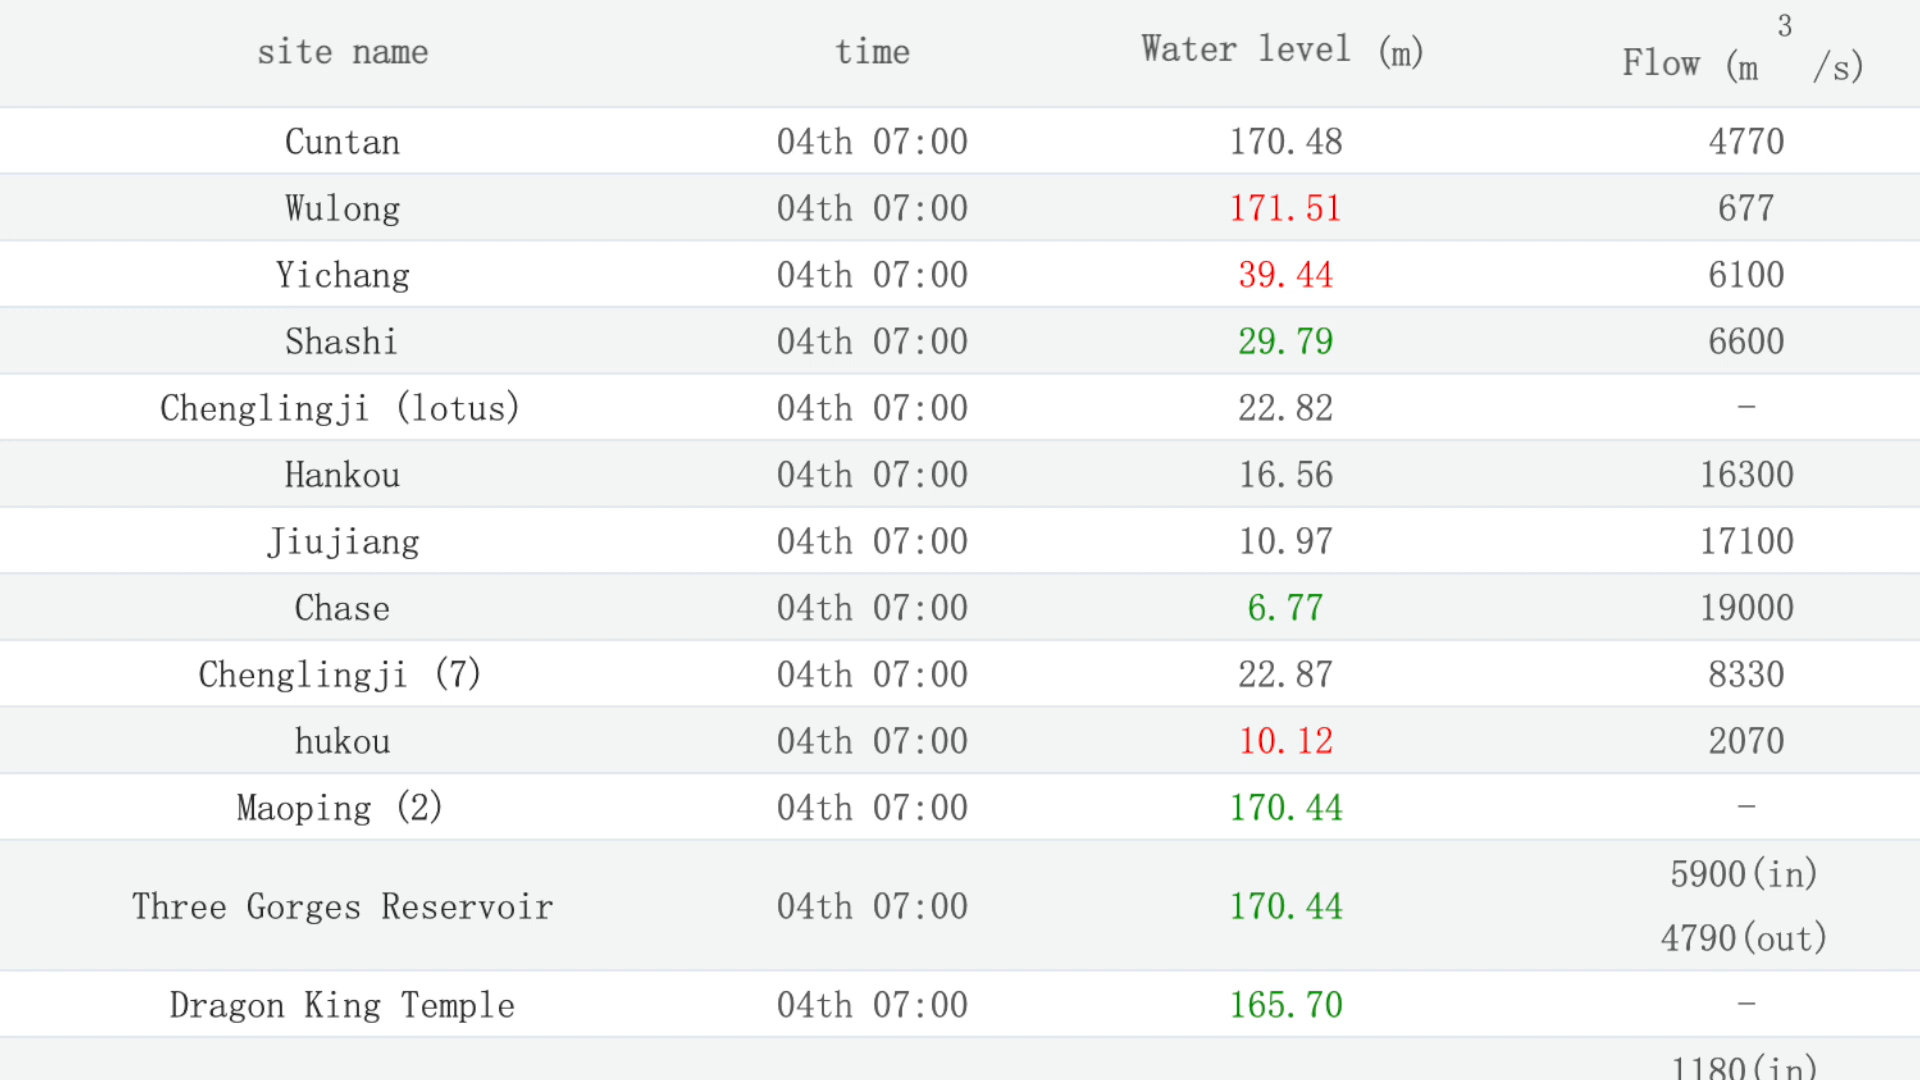 site name time Water level (m) Flow (m³/s)
Cuntan 04th 07:00 170.48 4770
Wulong 04th 07:00 171.51 677
Yichang 04th 07:00 39.44 6100
Shashi 04th 07:00 29.79 6600
Chenglingji (lotus) 04th 07:00 22.82 -
Hankou 04th 07:00 16.56 16300
Jiujiang 04th 07:00 10.97 17100
Chase 04th 07:00 6.77 19000
Chenglingji (7) 04th 07:00 22.87 8330
hukou 04th 07:00 10.12 2070
Maoping (2) 04th 07:00 170.44 -
Three Gorges Reservoir 04th 07:00 170.44 5900(in)
4790(out)
Dragon King Temple 04th 07:00 165.70 -
1180(in)